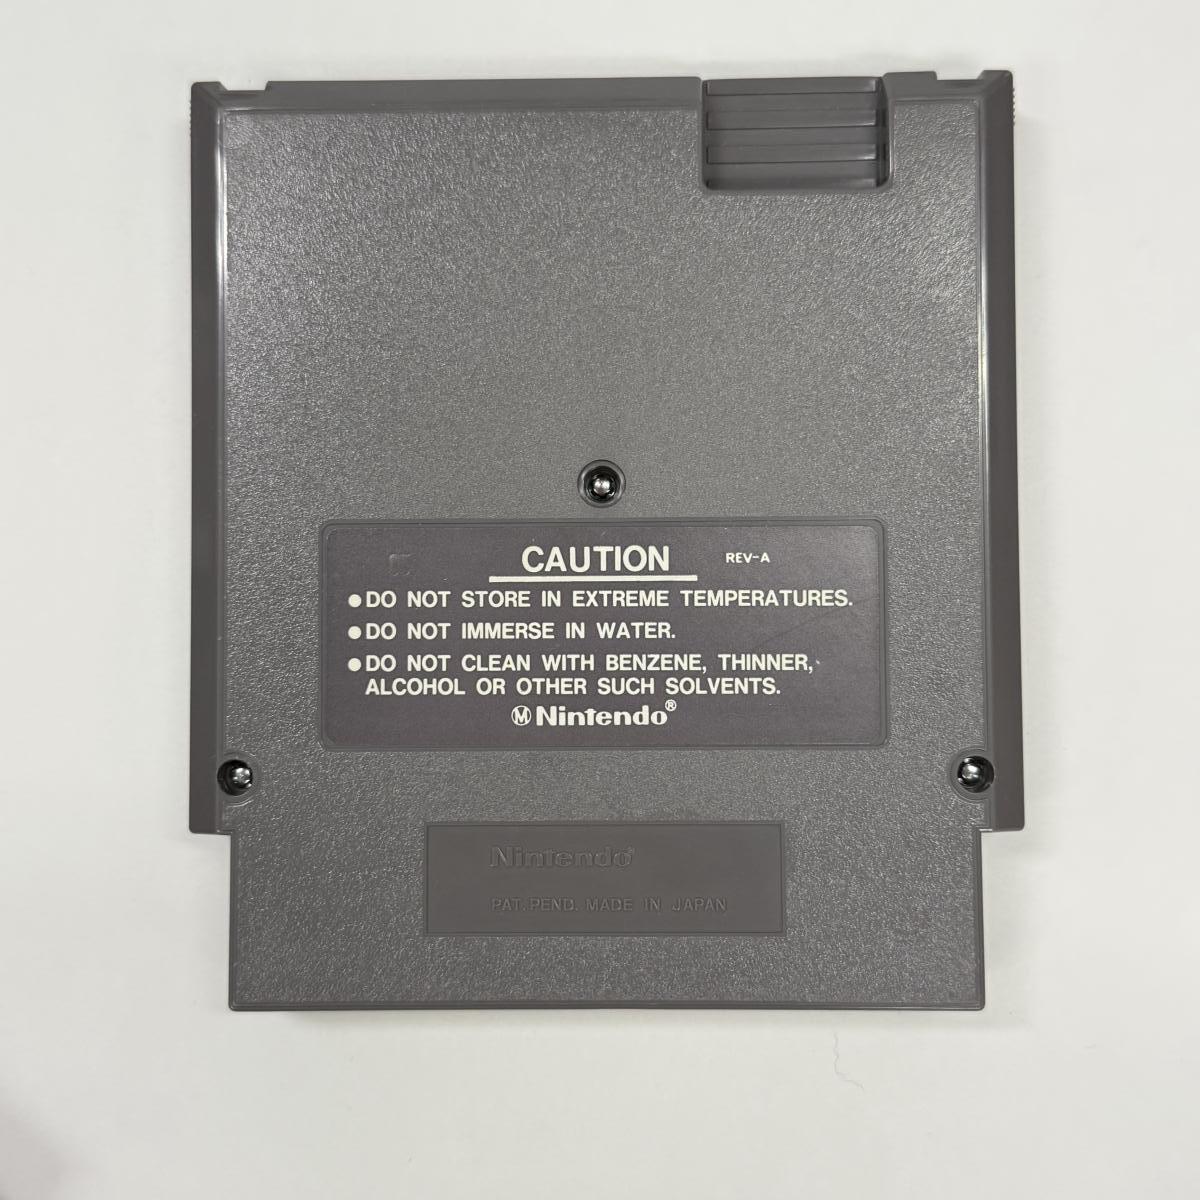 CAUTION REV-A
●DO NOT STORE IN EXTREME TEMPERATURES.
●DO NOT IMMERSE IN WATER.
●DO NOT CLEAN WITH BENZENE, THINNER,
ALCOHOL OR OTHER SUCH SOLVENTS.
Ⓜ Nintendo®
Nintendo®
PAT. PEND. MADE IN JAPAN